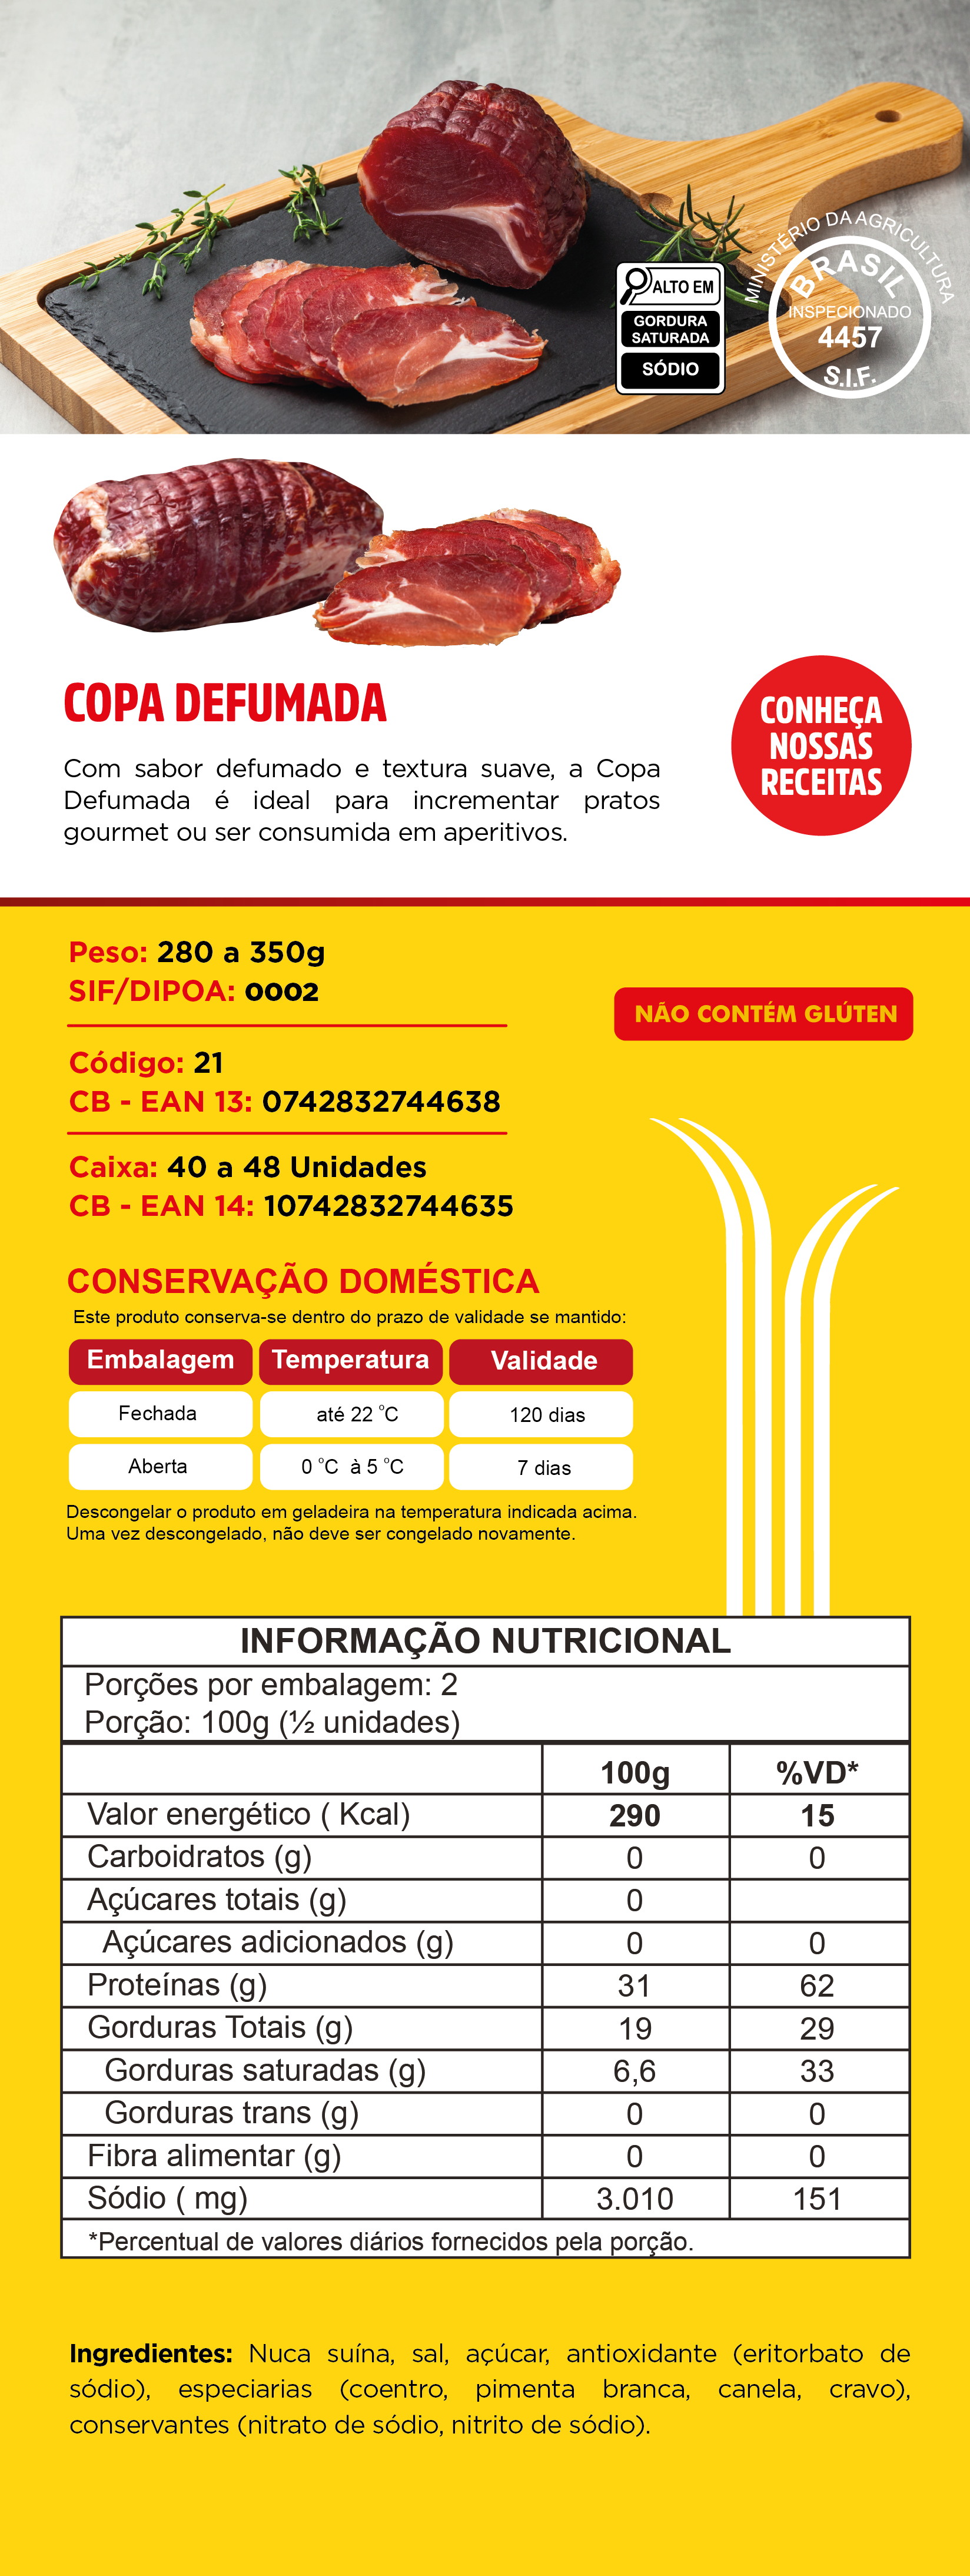 MINISTÉRIO DA AGRICULTURA
BRASIL
INSPECIONADO
4457
S.I.F.
ALTO EM
GORDURA
SATURADA
SÓDIO
COPA DEFUMADA
Com sabor defumado e textura suave, a Copa
Defumada é ideal para incrementar pratos
gourmet ou ser consumida em aperitivos.
CONHEÇA
NOSSAS
RECEITAS
Peso: 280 a 350g
SIF/DIPOA: 0002
NÃO CONTÉM GLÚTEN
Código: 21
CB - EAN 13: 0742832744638
Caixa: 40 a 48 Unidades
CB - EAN 14: 10742832744635
CONSERVAÇÃO DOMÉSTICA
Este produto conserva-se dentro do prazo de validade se mantido:
Embalagem Temperatura Validade
Fechada até 22 °C 120 dias
Aberta 0 °C à 5 °C 7 dias
Descongelar o produto em geladeira na temperatura indicada acima.
Uma vez descongelado, não deve ser congelado novamente.
INFORMAÇÃO NUTRICIONAL
Porções por embalagem: 2
Porção: 100g (½ unidades)
100g %VD*
Valor energético ( Kcal) 290 15
Carboidratos (g) 0 0
Açúcares totais (g) 0
Açúcares adicionados (g) 0 0
Proteínas (g) 31 62
Gorduras Totais (g) 19 29
Gorduras saturadas (g) 6,6 33
Gorduras trans (g) 0 0
Fibra alimentar (g) 0 0
Sódio ( mg) 3.010 151
*Percentual de valores diários fornecidos pela porção.
Ingredientes: Nuca suína, sal, açúcar, antioxidante (eritorbato de
sódio), especiarias (coentro, pimenta branca, canela, cravo),
conservantes (nitrato de sódio, nitrito de sódio).